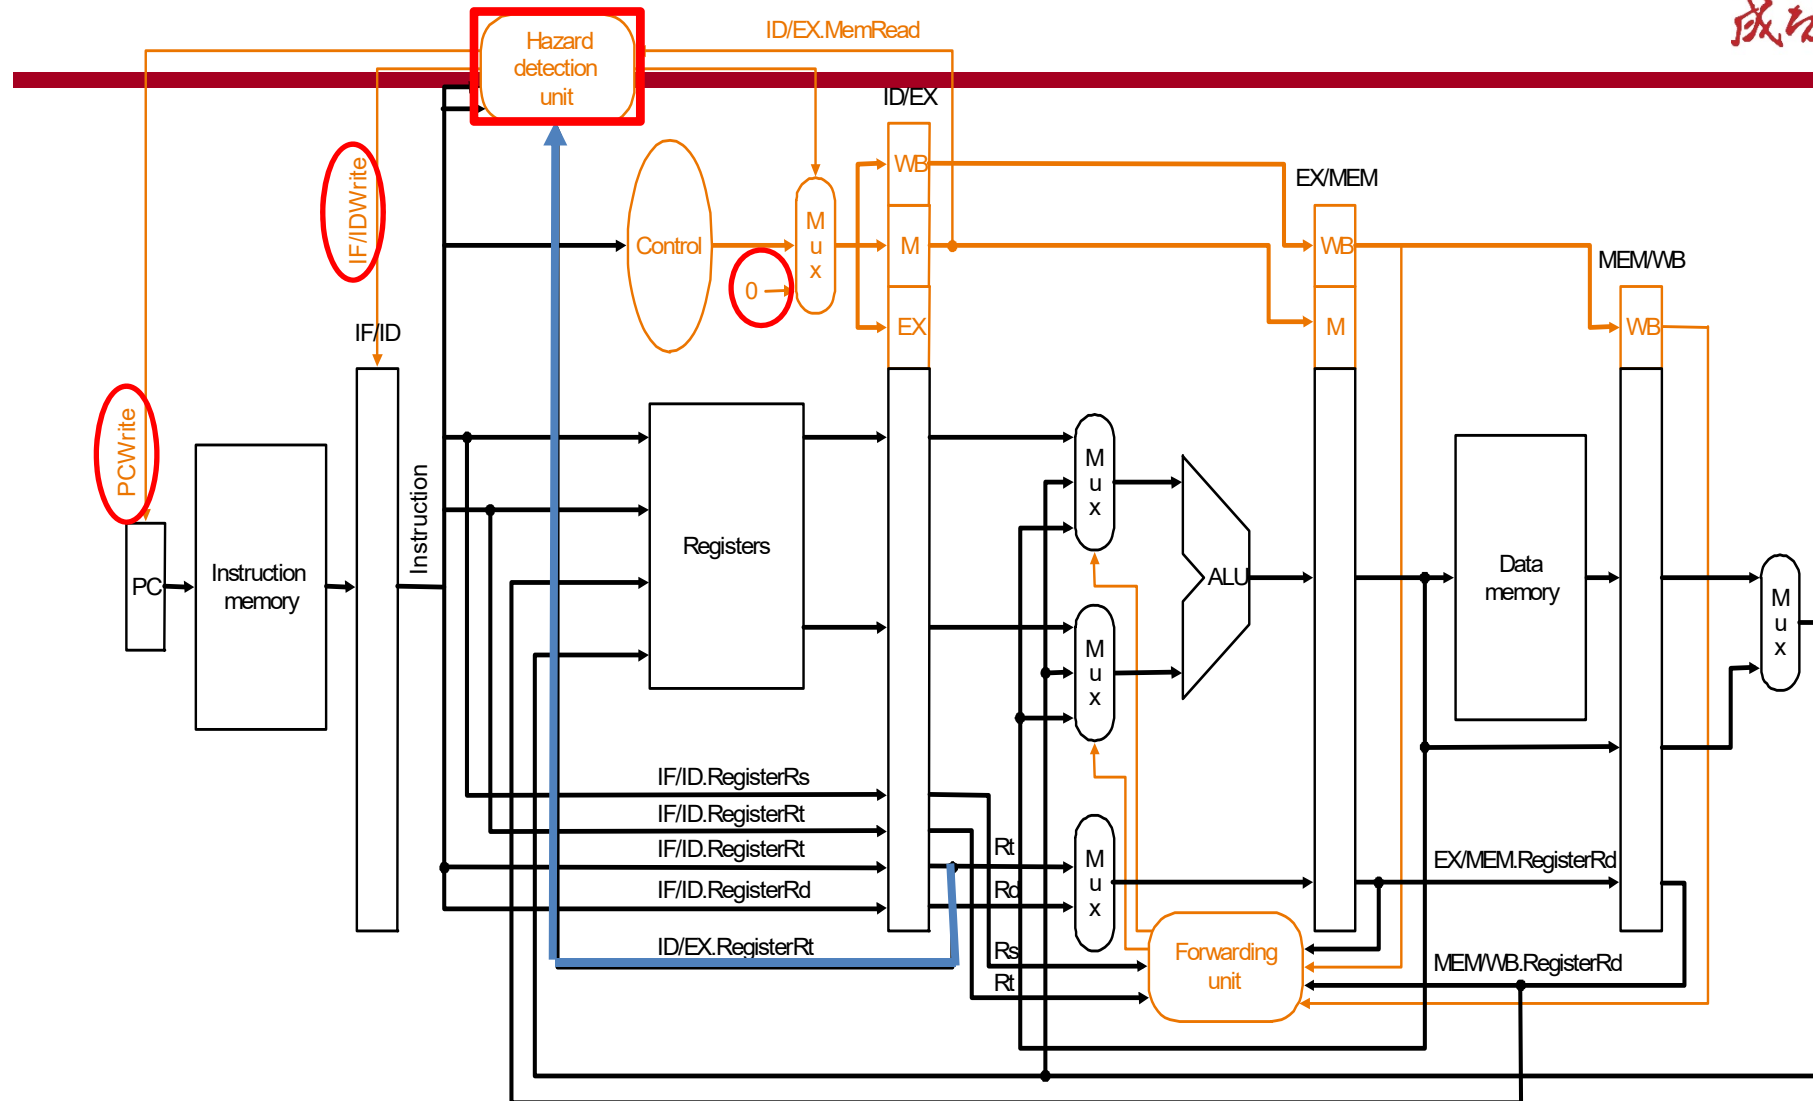 成功
ID/EX.MemRead
Hazard
detection
unit
ID/EX
IF/IDWrite
WB
EX/MEM
Control
M
u
x
M
WB
MEM/WB
0
IF/ID
EX
M
WB
PCWrite
Instruction
M
u
x
PC
Instruction
memory
Registers
ALU
Data
memory
M
u
x
M
u
x
IF/ID.RegisterRs
IF/ID.RegisterRt
IF/ID.RegisterRt
IF/ID.RegisterRd
Rt
Rd
M
u
x
EX/MEM.RegisterRd
ID/EX.RegisterRt
Rs
Rt
Forwarding
unit
MEM/WB.RegisterRd